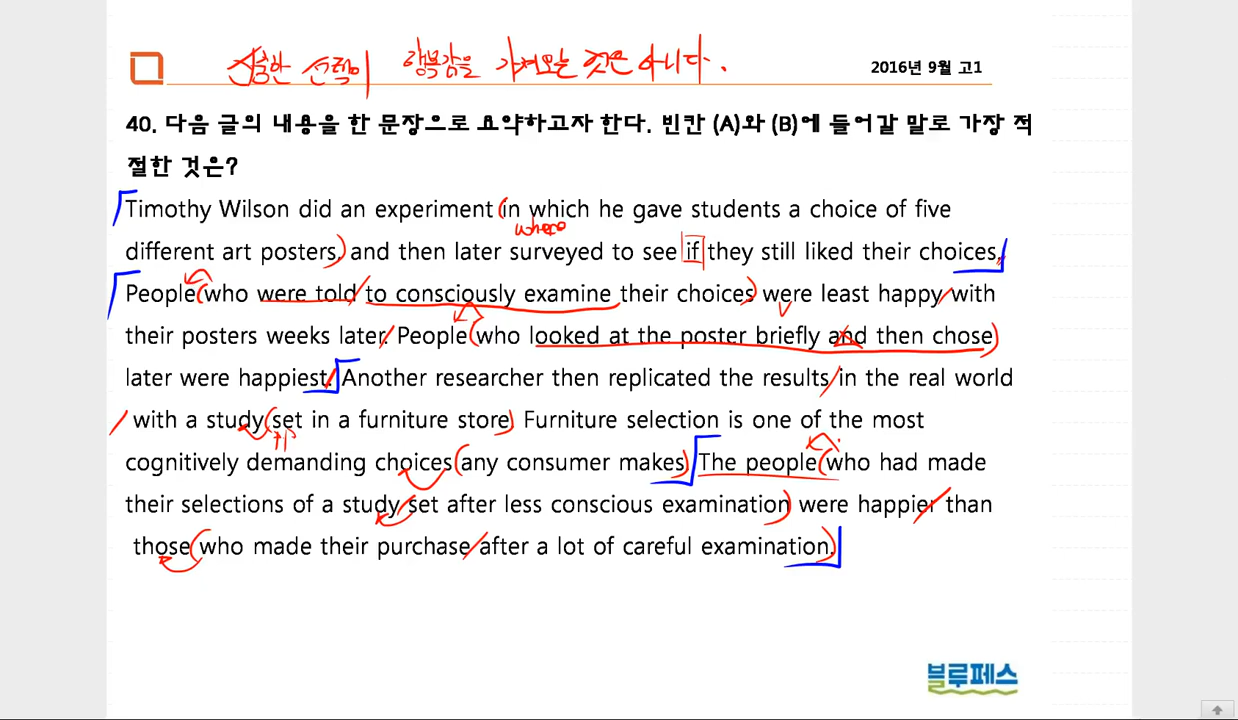 신중한 선택이 행복감을 가져오는 것은 아니다.
2016년 9월 고1
40. 다음 글의 내용을 한 문장으로 요약하고자 한다. 빈칸 (A)와 (B)에 들어갈 말로 가장 적
절한 것은?
Timothy Wilson did an experiment in which he gave students a choice of five
where
different art posters, and then later surveyed to see if they still liked their choices.
People who were told to consciously examine their choices were least happy with
their posters weeks later. People who looked at the poster briefly and then chose
later were happiest. Another researcher then replicated the results in the real world
with a study set in a furniture store. Furniture selection is one of the most
PP
cognitively demanding choices any consumer makes. The people who had made
their selections of a study set after less conscious examination were happier than
those who made their purchase after a lot of careful examination.
블루페스